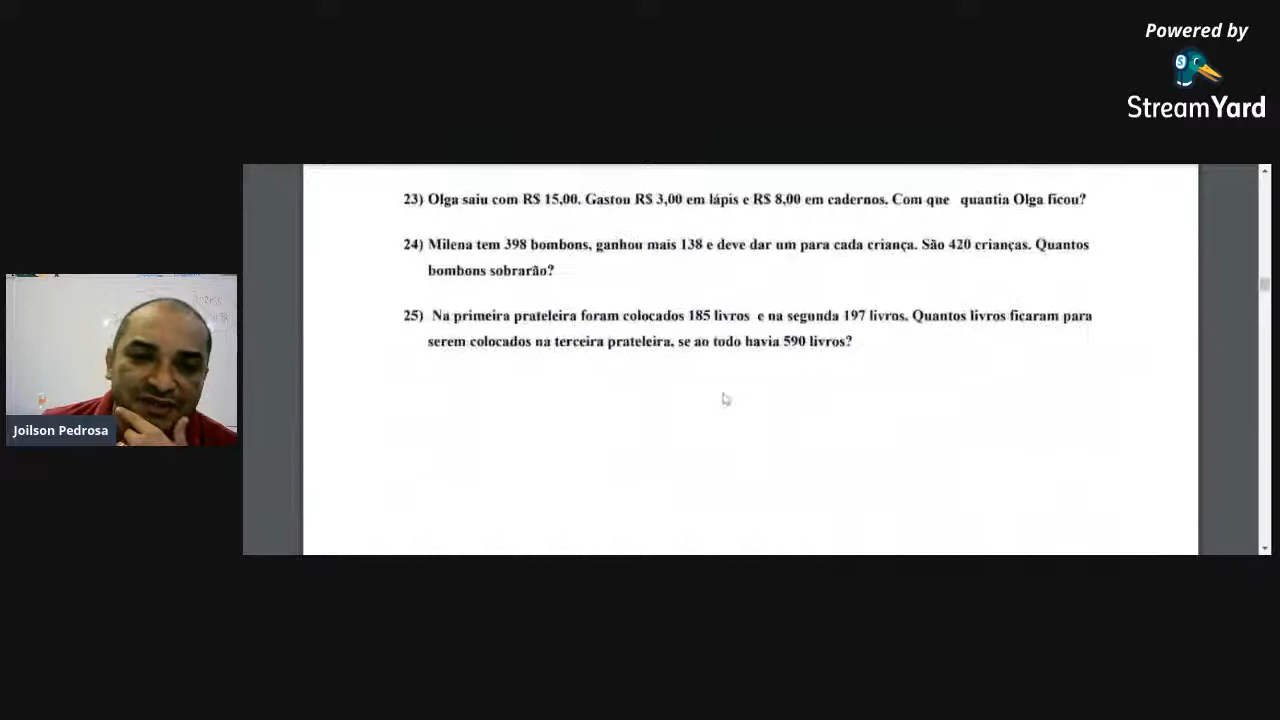 Powered by
StreamYard
23) Olga saiu com R$ 15,00. Gastou R$ 3,00 em lápis e R$ 8,00 em cadernos. Com que quantia Olga ficou?
24) Milena tem 398 bombons, ganhou mais 138 e deve dar um para cada criança. São 420 crianças. Quantos
bombons sobrarão?
25) Na primeira prateleira foram colocados 185 livros e na segunda 197 livros. Quantos livros ficaram para
serem colocados na terceira prateleira, se ao todo havia 590 livros?
Joilson Pedrosa